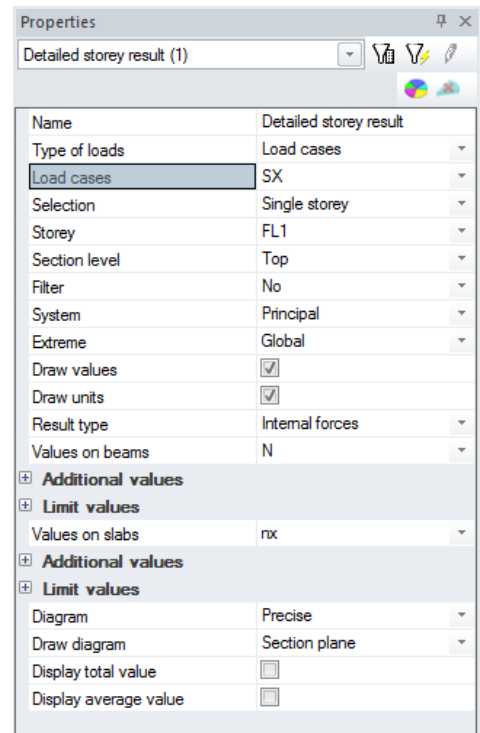 Properties
Detailed storey result (1)
Name Detailed storey result
Type of loads Load cases
Load cases SX
Selection Single storey
Storey FL1
Section level Top
Filter No
System Principal
Extreme Global
Draw values
Draw units
Result type Internal forces
Values on beams N
Additional values
Limit values
Values on slabs nx
Additional values
Limit values
Diagram Precise
Draw diagram Section plane
Display total value
Display average value